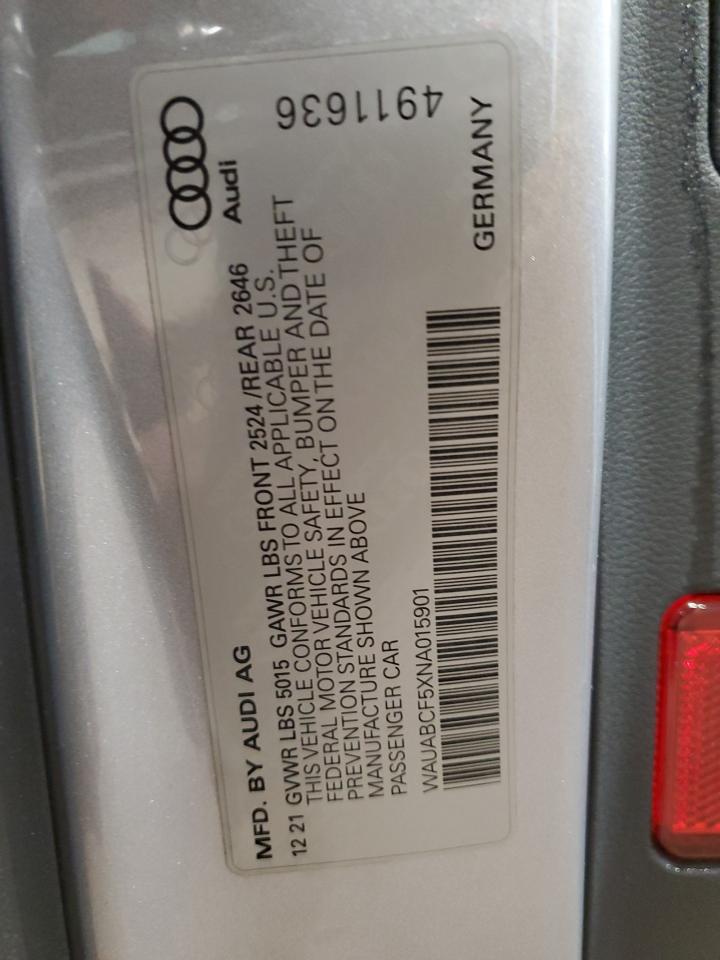 MFD. BY AUDI AG
Audi
12 21 GVWR LBS 5015 GAWR LBS FRONT 2524 /REAR 2646
THIS VEHICLE CONFORMS TO ALL APPLICABLE U.S.
FEDERAL MOTOR VEHICLE SAFETY, BUMPER AND THEFT
PREVENTION STANDARDS IN EFFECT ON THE DATE OF
MANUFACTURE SHOWN ABOVE
PASSENGER CAR
4911636
WAUABCF5XNA015901
GERMANY